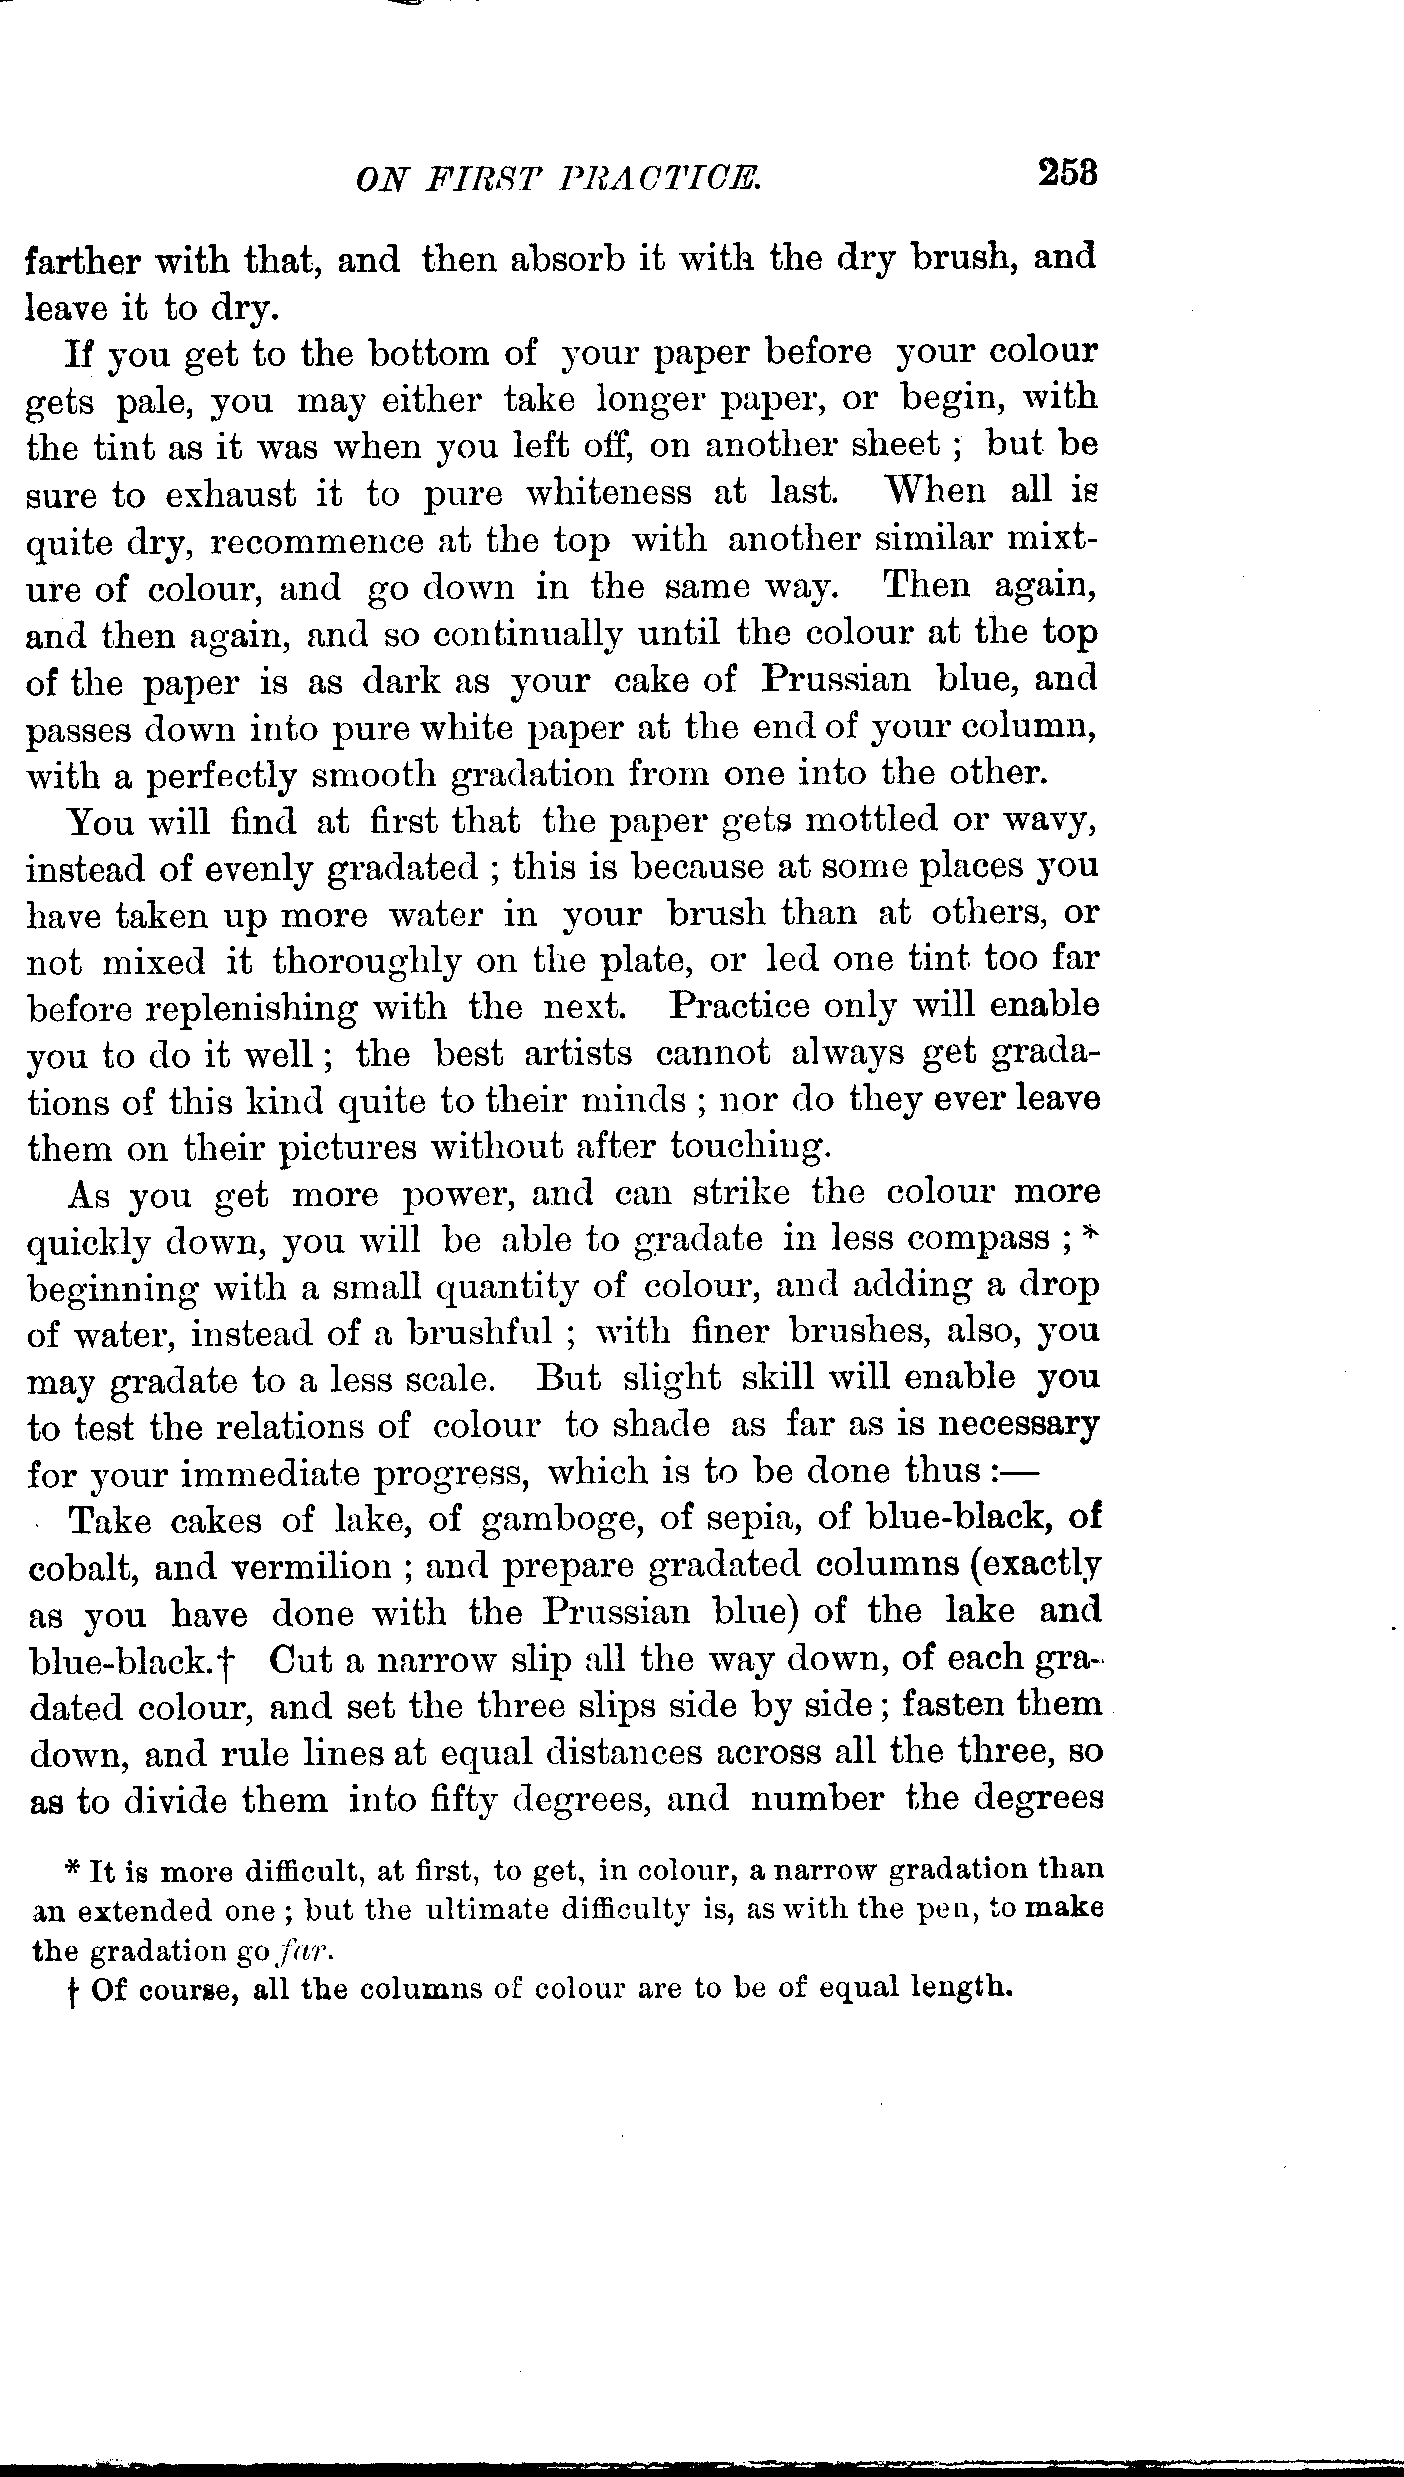 ON FIRST PRACTICE. 253
farther with that, and then absorb it with the dry brush, and
leave it to dry.
If you get to the bottom of your paper before your colour
gets pale, you may either take longer paper, or begin, with
the tint as it was when you left off, on another sheet ; but be
sure to exhaust it to pure whiteness at last. When all is
quite dry, recommence at the top with another similar mixt-
ure of colour, and go down in the same way. Then again,
and then again, and so continually until the colour at the top
of the paper is as dark as your cake of Prussian blue, and
passes down into pure white paper at the end of your column,
with a perfectly smooth gradation from one into the other.
You will find at first that the paper gets mottled or wavy,
instead of evenly gradated ; this is because at some places you
have taken up more water in your brush than at others, or
not mixed it thoroughly on the plate, or led one tint too far
before replenishing with the next. Practice only will enable
you to do it well ; the best artists cannot always get grada-
tions of this kind quite to their minds ; nor do they ever leave
them on their pictures without after touching.
As you get more power, and can strike the colour more
quickly down, you will be able to gradate in less compass ; *
beginning with a small quantity of colour, and adding a drop
of water, instead of a brushful ; with finer brushes, also, you
may gradate to a less scale. But slight skill will enable you
to test the relations of colour to shade as far as is necessary
for your immediate progress, which is to be done thus :—
Take cakes of lake, of gamboge, of sepia, of blue-black, of
cobalt, and vermilion ; and prepare gradated columns (exactly
as you have done with the Prussian blue) of the lake and
blue-black.† Cut a narrow slip all the way down, of each gra-
dated colour, and set the three slips side by side ; fasten them
down, and rule lines at equal distances across all the three, so
as to divide them into fifty degrees, and number the degrees
* It is more difficult, at first, to get, in colour, a narrow gradation than
an extended one ; but the ultimate difficulty is, as with the pen, to make
the gradation go far.
† Of course, all the columns of colour are to be of equal length.